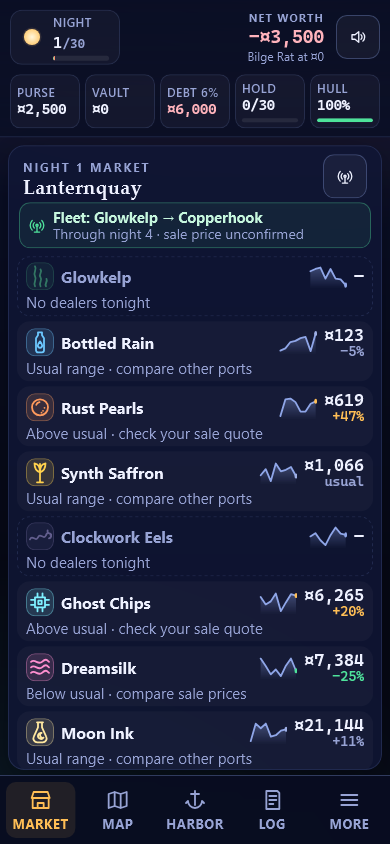 NIGHT
1/30
NET WORTH
−¤3,500
Bilge Rat at ¤0
PURSE
¤2,500
VAULT
¤0
DEBT 6%
¤6,000
HOLD
0/30
HULL
100%
NIGHT 1 MARKET
Lanternquay
Fleet: Glowkelp → Copperhook
Through night 4 · sale price unconfirmed
Glowkelp
–
No dealers tonight
Bottled Rain
¤123
−5%
Usual range · compare other ports
Rust Pearls
¤619
+47%
Above usual · check your sale quote
Synth Saffron
¤1,066
usual
Usual range · compare other ports
Clockwork Eels
–
No dealers tonight
Ghost Chips
¤6,265
+20%
Above usual · check your sale quote
Dreamsilk
¤7,384
−25%
Below usual · compare sale prices
Moon Ink
¤21,144
+11%
Usual range · compare other ports
MARKET
MAP
HARBOR
LOG
MORE